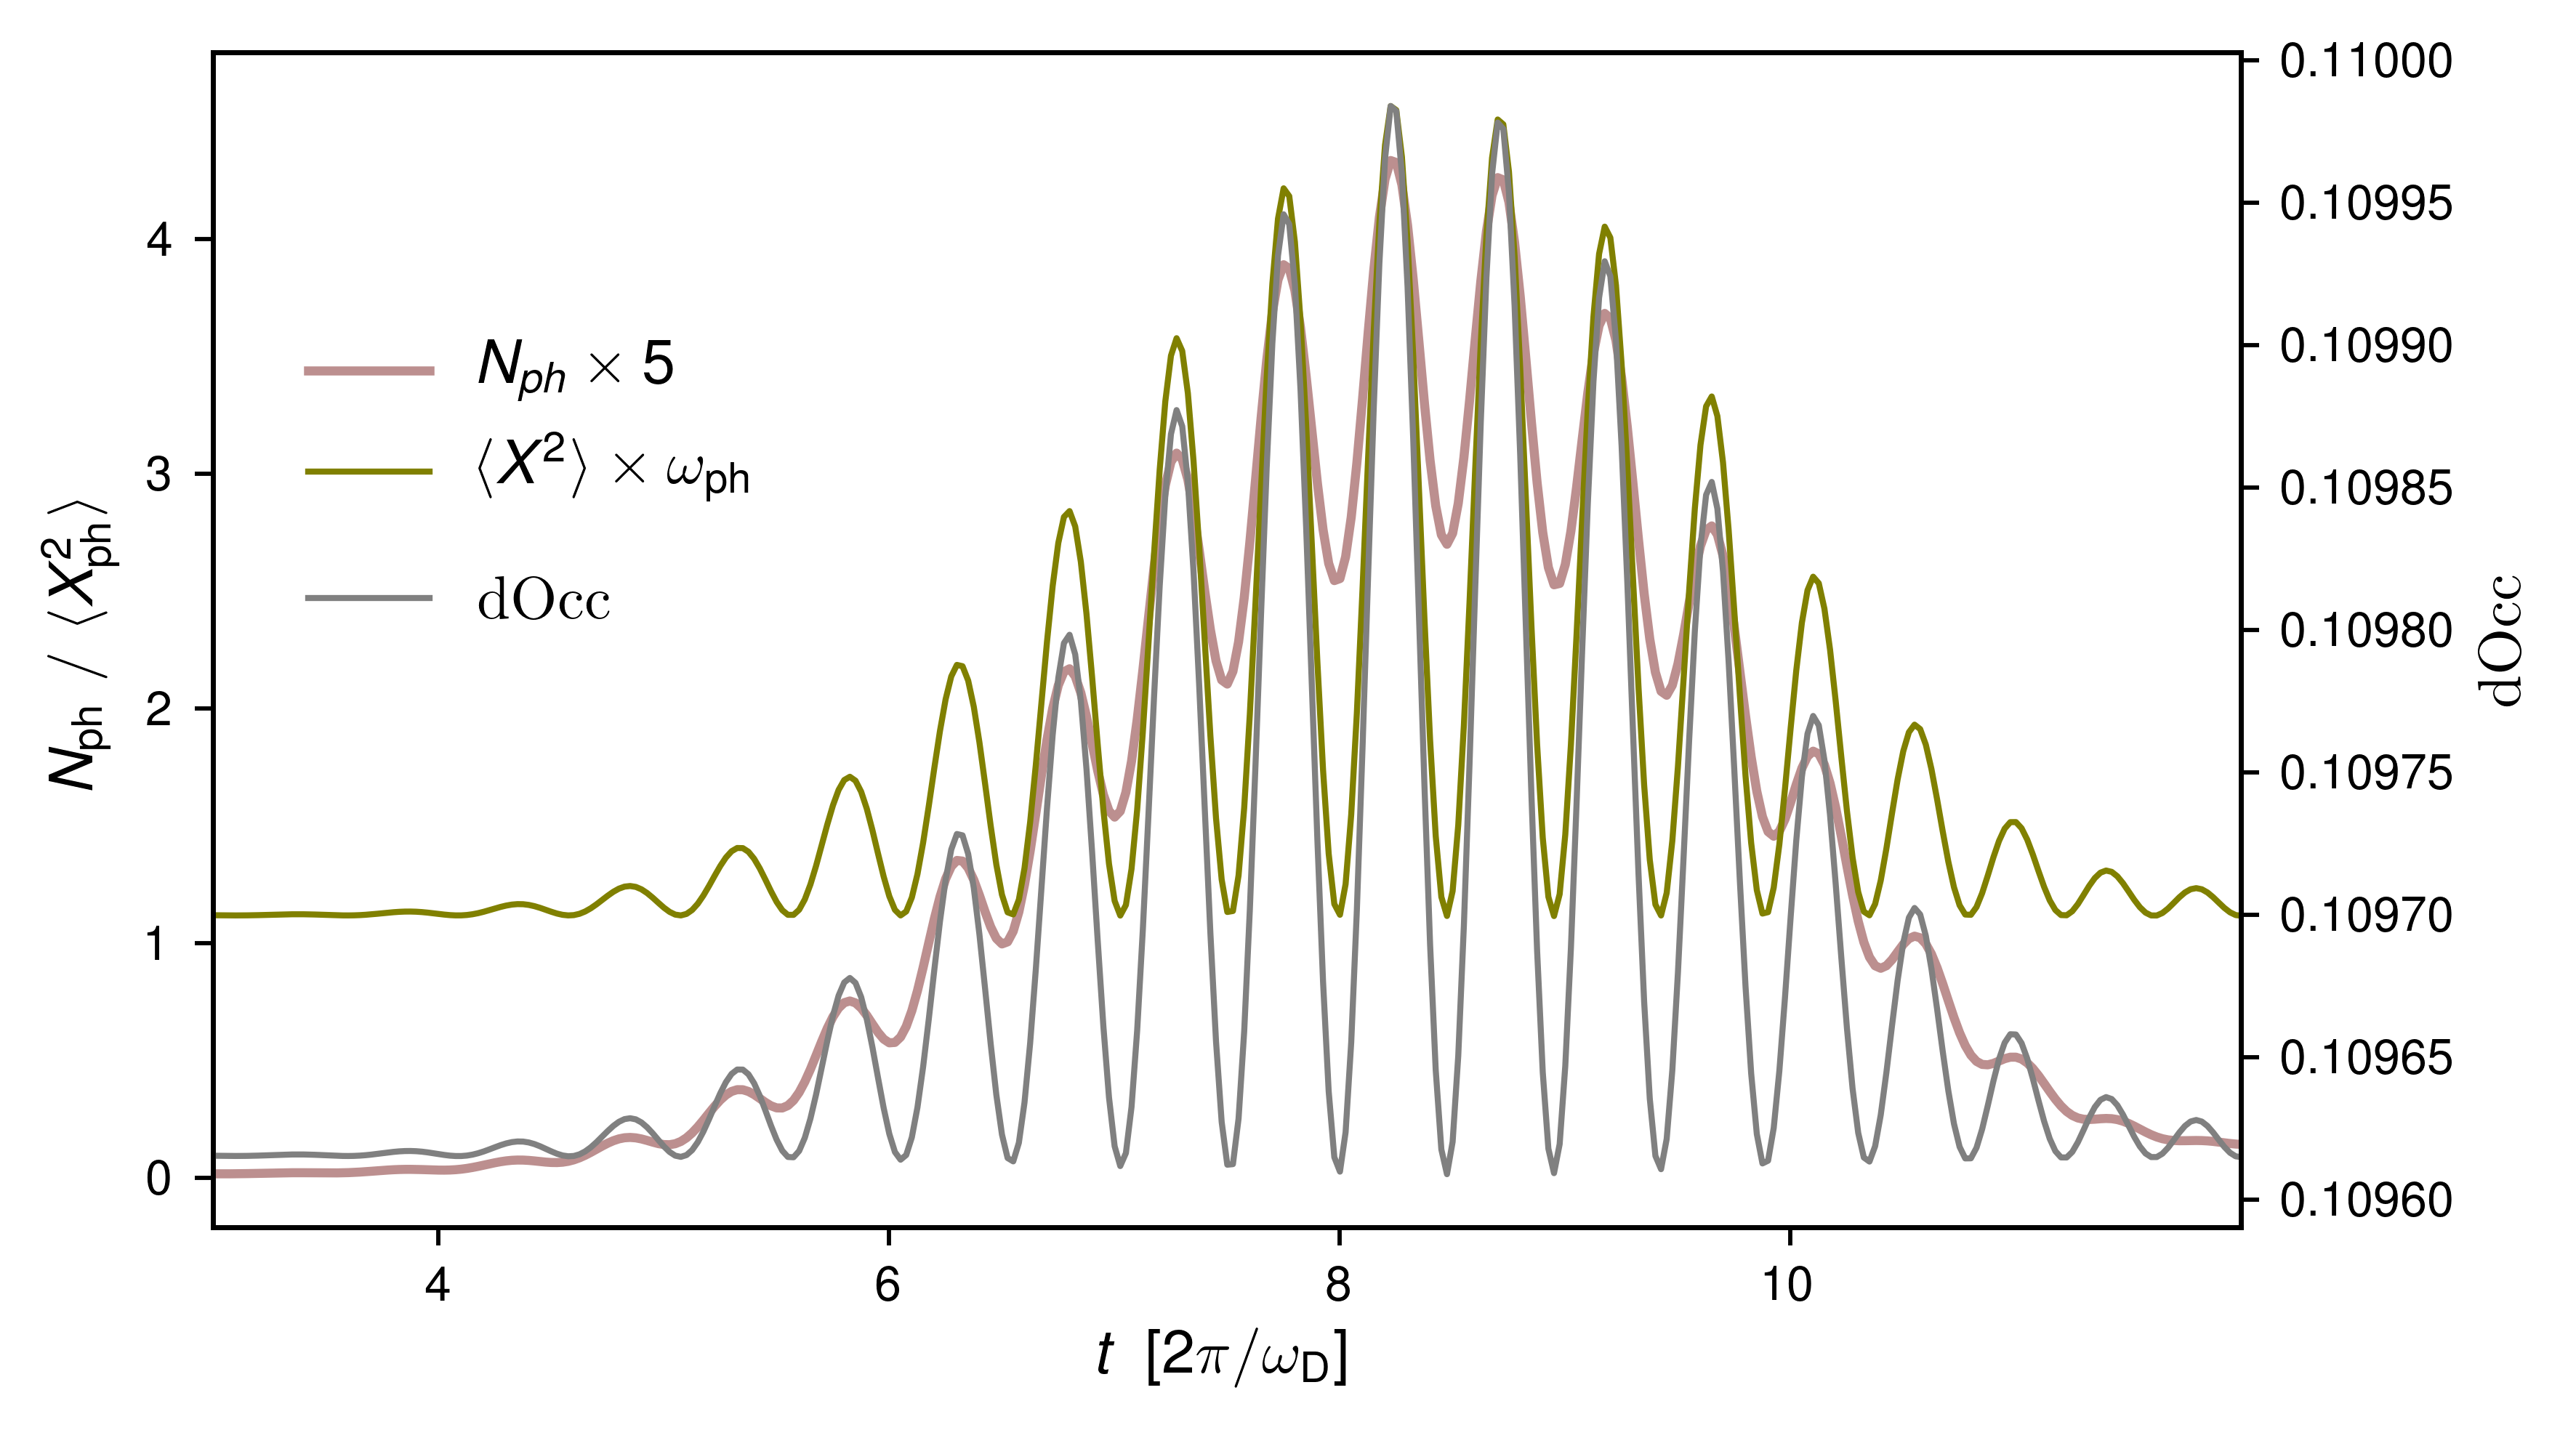 N_ph / ⟨X²_ph⟩
4
3
2
1
0
N_ph × 5
⟨X²⟩ × ω_ph
dOcc
0.11000
0.10995
0.10990
0.10985
0.10980
0.10975
0.10970
0.10965
0.10960
dOcc
4 6 8 10
t [2π/ω_D]